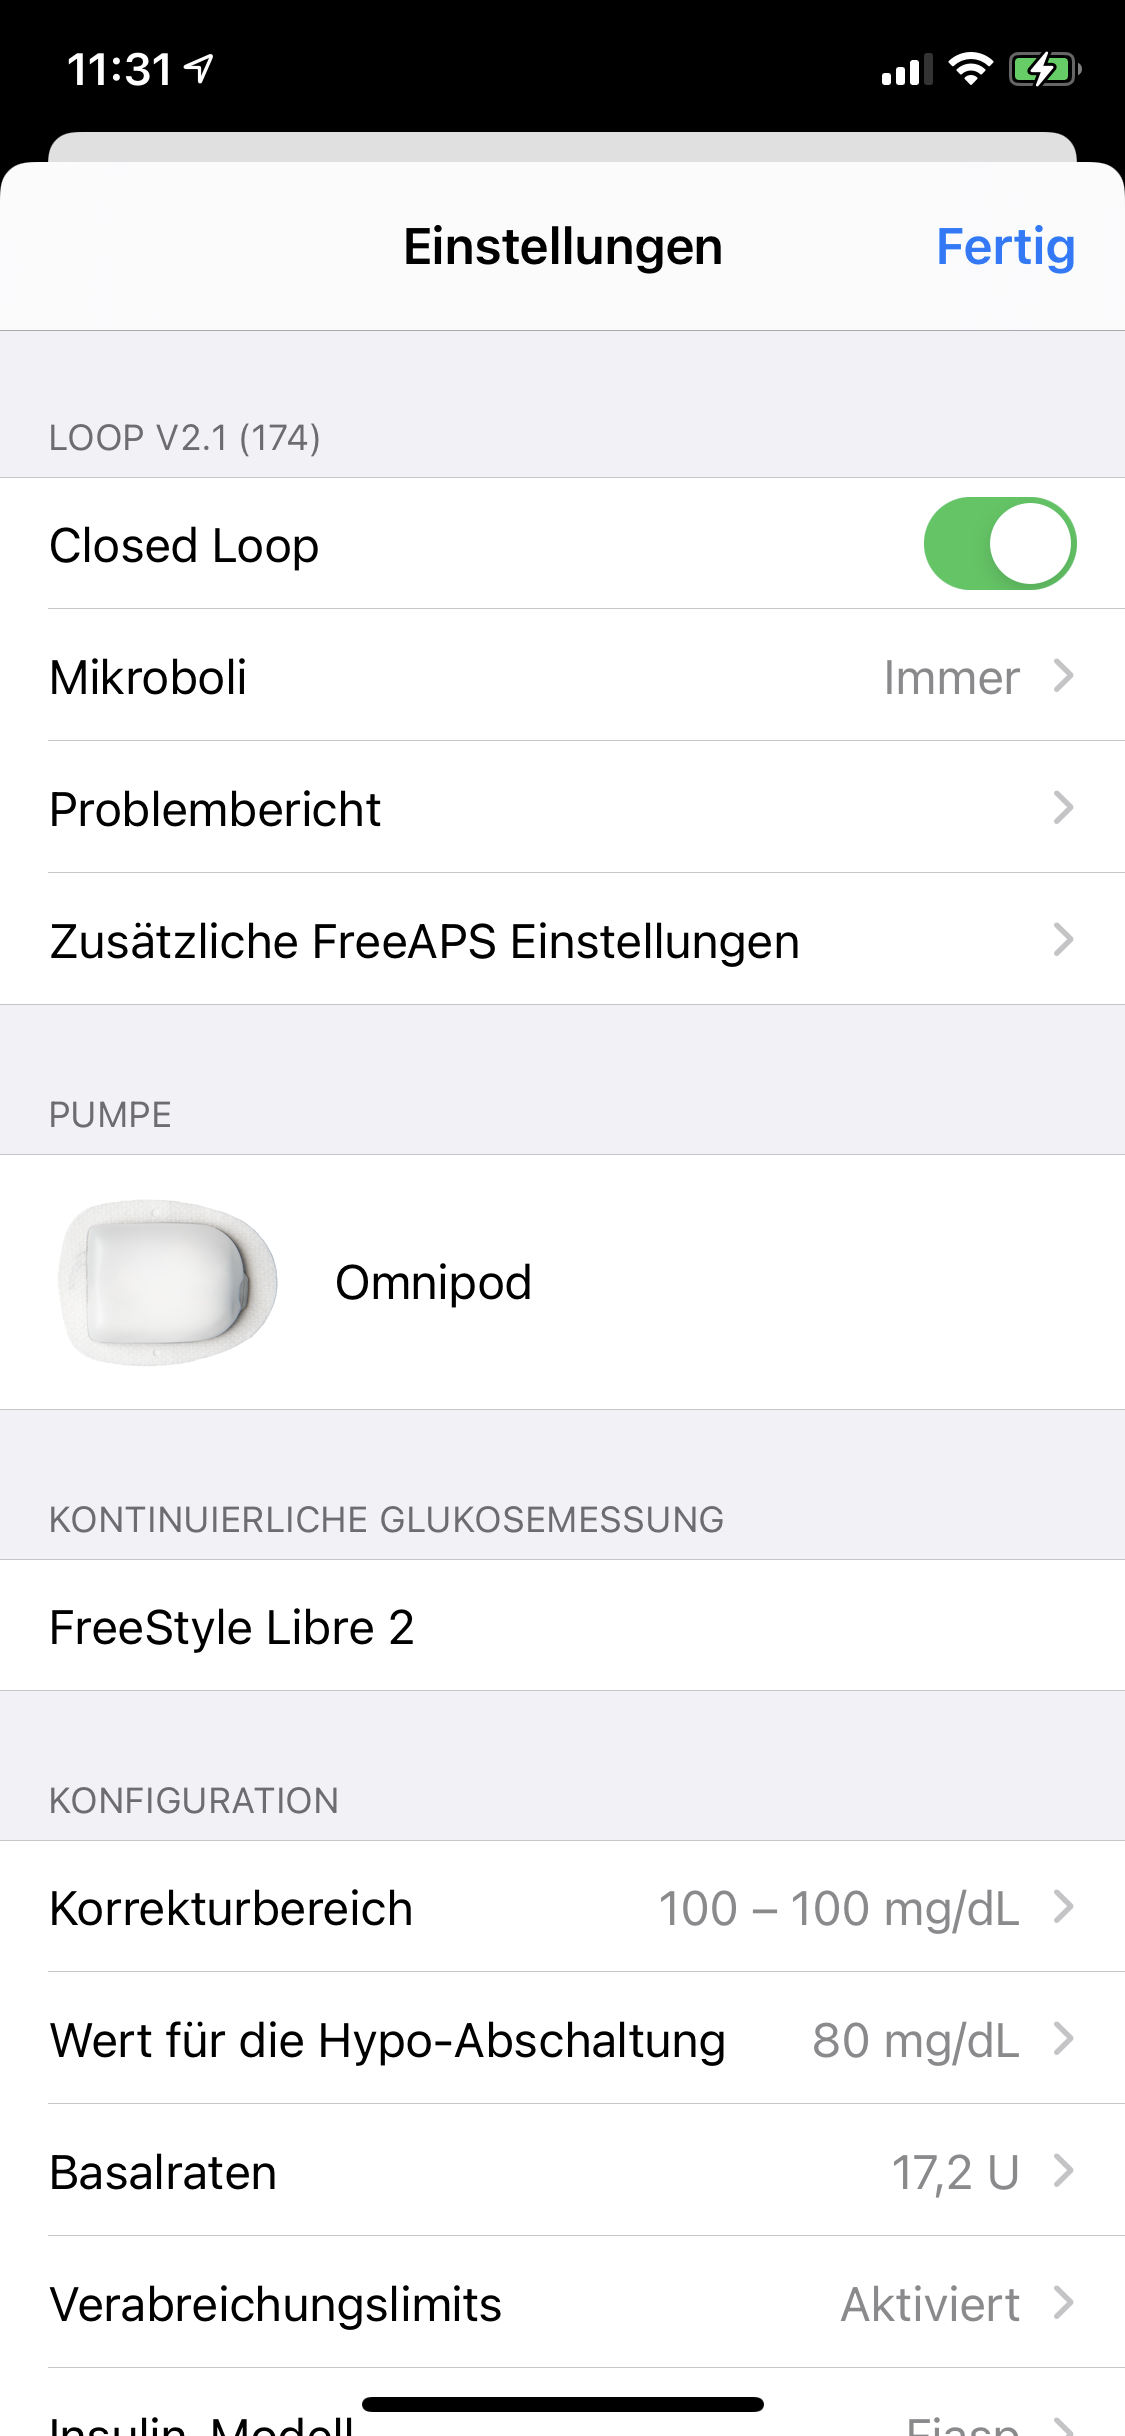 11:31
Einstellungen
Fertig
LOOP V2.1 (174)
Closed Loop
Mikroboli Immer
Problembericht
Zusätzliche FreeAPS Einstellungen
PUMPE
Omnipod
KONTINUIERLICHE GLUKOSEMESSUNG
FreeStyle Libre 2
KONFIGURATION
Korrekturbereich 100 – 100 mg/dL
Wert für die Hypo-Abschaltung 80 mg/dL
Basalraten 17,2 U
Verabreichungslimits Aktiviert
Insulin-Modell Fiasp